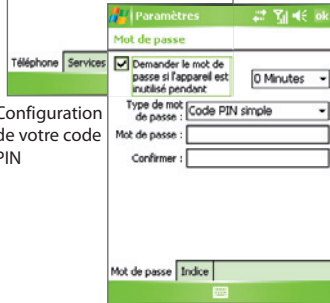 Paramètres
ok
Mot de passe
Demander le mot de
passe si l'appareil est
inutilisé pendant
0 Minutes
Type de mot
de passe :
Code PIN simple
Mot de passe :
Confirmer :
Mot de passe
Indice
Téléphone
Services
Configuration
de votre code
PIN